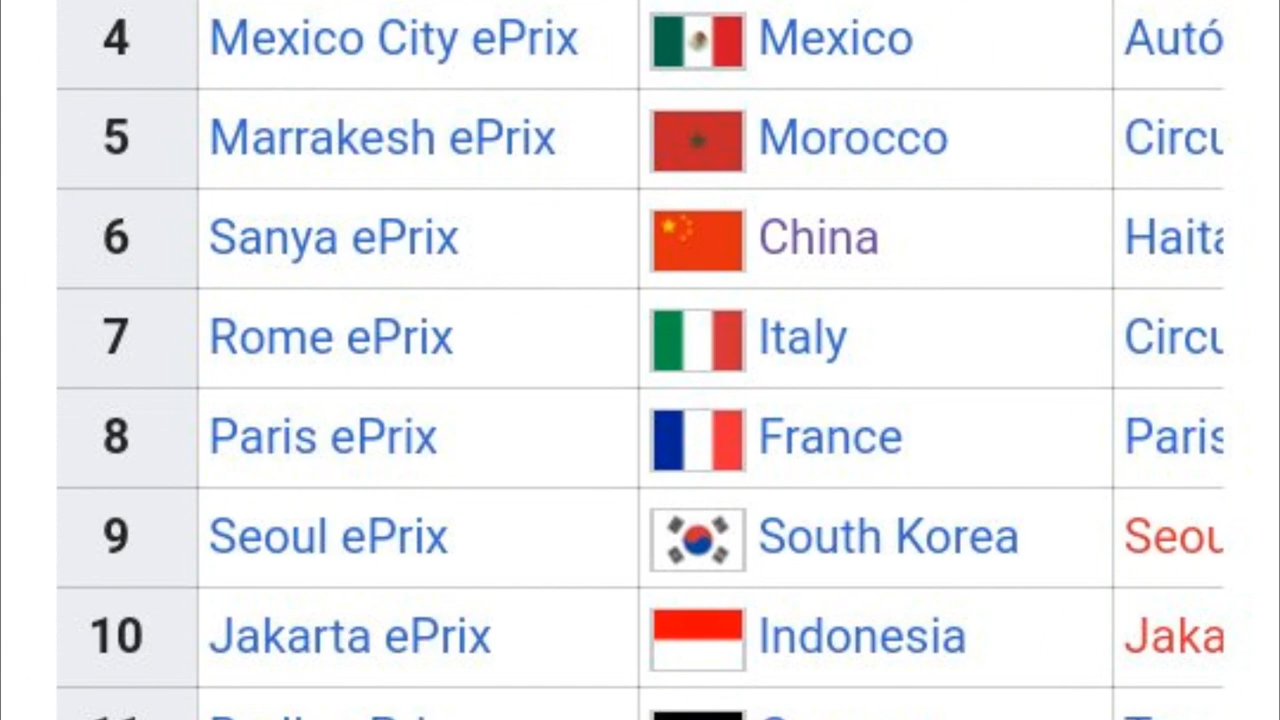 4 Mexico City ePrix Mexico Autó
5 Marrakesh ePrix Morocco Circu
6 Sanya ePrix China Haita
7 Rome ePrix Italy Circu
8 Paris ePrix France Paris
9 Seoul ePrix South Korea Seou
10 Jakarta ePrix Indonesia Jaka